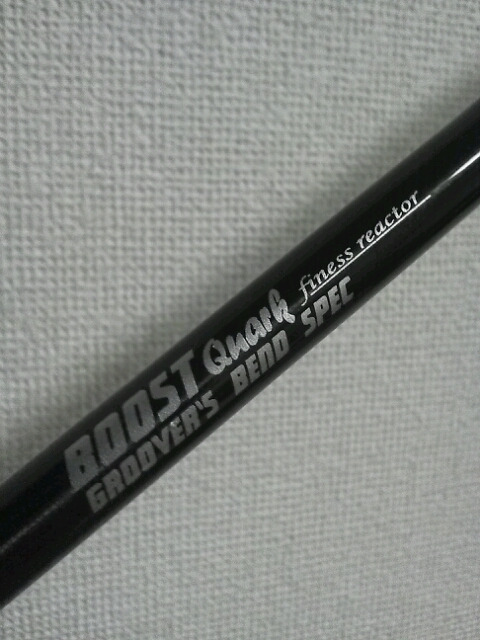 BOOST Quark finess reactor
GROOVER'S BEND SPEC